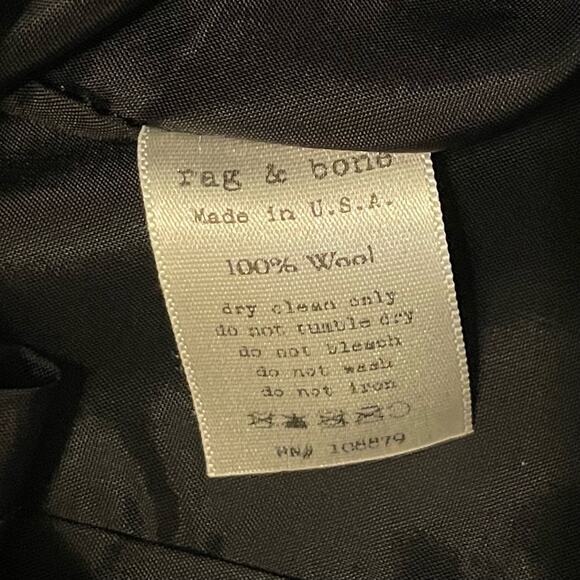 rag & bone
Made in U.S.A.
100% Wool
dry clean only
do not tumble dry
do not bleach
do not wash
do not iron
RN# 108879